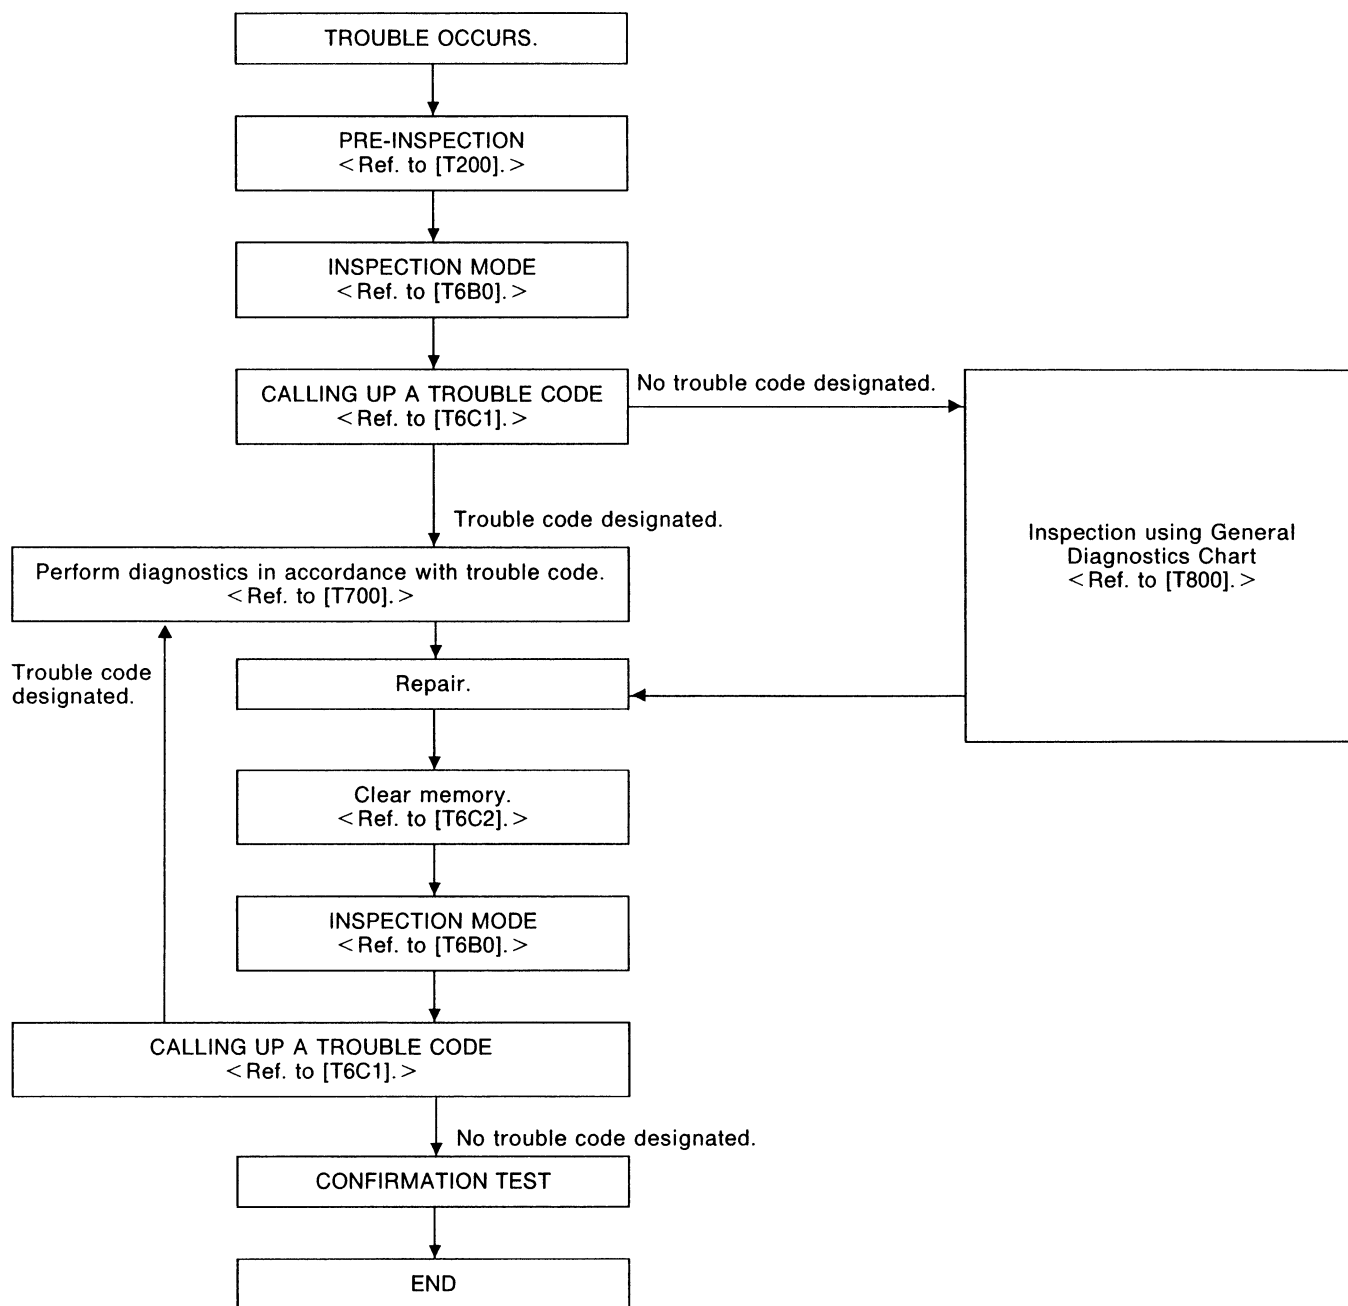 TROUBLE OCCURS.
PRE-INSPECTION
<Ref. to [T200].>
INSPECTION MODE
<Ref. to [T6B0].>
CALLING UP A TROUBLE CODE
<Ref. to [T6C1].>
No trouble code designated.
Trouble code designated.
Inspection using General
Diagnostics Chart
<Ref. to [T800].>
Perform diagnostics in accordance with trouble code.
<Ref. to [T700].>
Trouble code
designated.
Repair.
Clear memory.
<Ref. to [T6C2].>
INSPECTION MODE
<Ref. to [T6B0].>
CALLING UP A TROUBLE CODE
<Ref. to [T6C1].>
No trouble code designated.
CONFIRMATION TEST
END